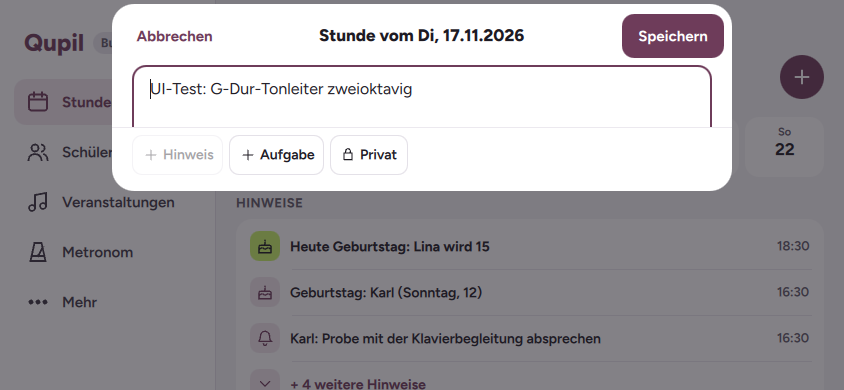 Qupil
Abbrechen
Stunde vom Di, 17.11.2026
Speichern
UI-Test: G-Dur-Tonleiter zweioktavig
+ Hinweis
+ Aufgabe
Privat
Stunde
Schüler
Veranstaltungen
Metronom
Mehr
So
22
HINWEISE
Heute Geburtstag: Lina wird 15
18:30
Geburtstag: Karl (Sonntag, 12)
16:30
Karl: Probe mit der Klavierbegleitung absprechen
16:30
+ 4 weitere Hinweise